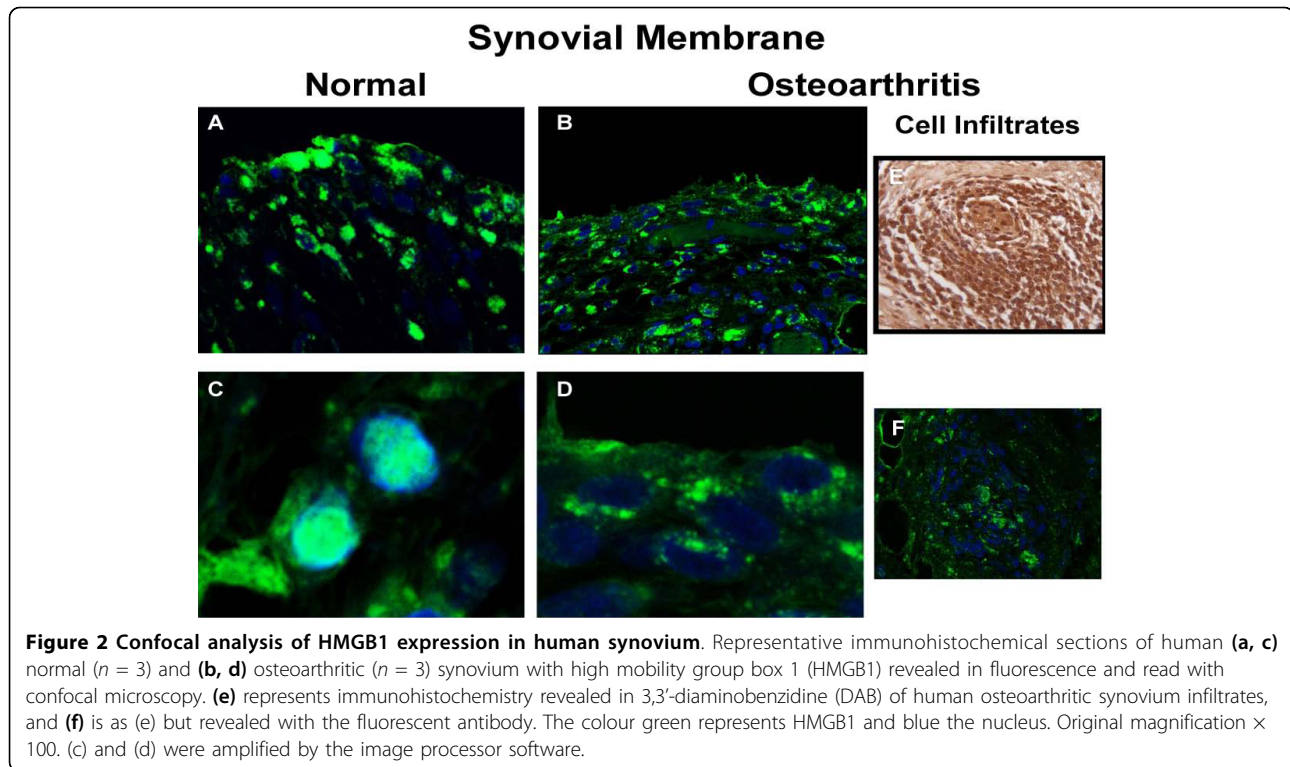 Synovial Membrane
Normal
Osteoarthritis
A
B
Cell Infiltrates
E
C
D
F
Figure 2 Confocal analysis of HMGB1 expression in human synovium. Representative immunohistochemical sections of human (a, c)
normal (n = 3) and (b, d) osteoarthritic (n = 3) synovium with high mobility group box 1 (HMGB1) revealed in fluorescence and read with
confocal microscopy. (e) represents immunohistochemistry revealed in 3,3'-diaminobenzidine (DAB) of human osteoarthritic synovium infiltrates,
and (f) is as (e) but revealed with the fluorescent antibody. The colour green represents HMGB1 and blue the nucleus. Original magnification ×
100. (c) and (d) were amplified by the image processor software.